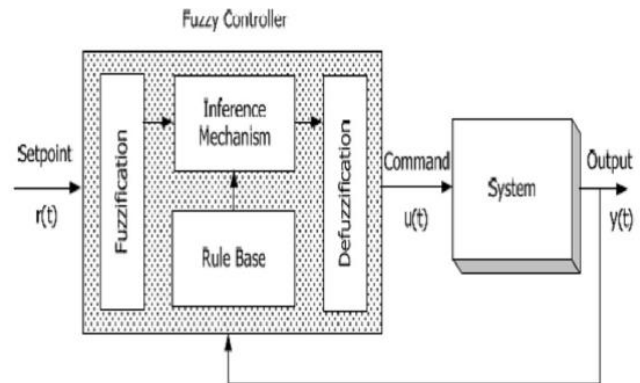 Fuzzy Controller
Setpoint
r(t)
Fuzzification
Inference
Mechanism
Rule Base
Defuzzification
Command
u(t)
System
Output
y(t)